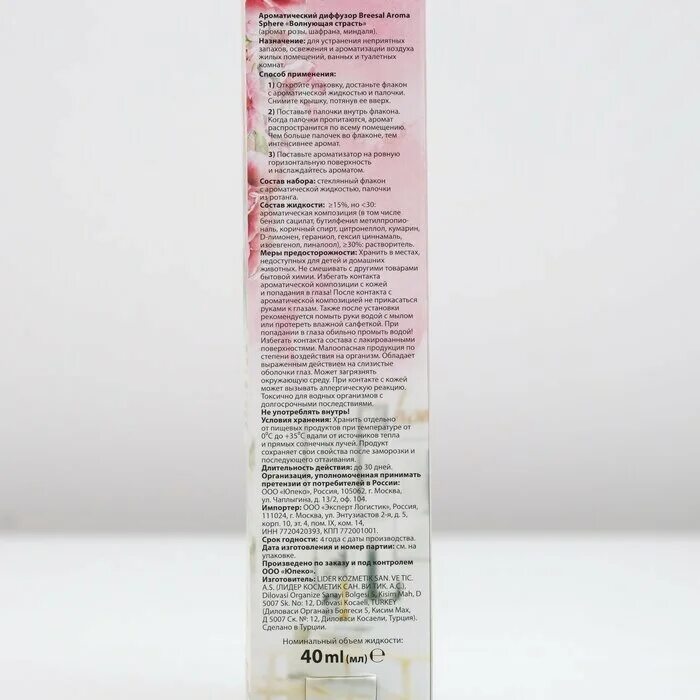 Ароматический диффузор Breesal Aroma
Sphere «Волнующая страсть»
(аромат розы, шафрана, миндаля).
Назначение: для устранения неприятных
запахов, освежения и ароматизации воздуха
жилых помещений, ванных и туалетных
комнат.
Способ применения:
1) Откройте упаковку, достаньте флакон
с ароматической жидкостью и палочки.
Снимите крышку, потянув ее вверх.
2) Поставьте палочки внутрь флакона.
Когда палочки пропитаются, аромат
распространится по всему помещению.
Чем больше палочек во флаконе, тем
интенсивнее аромат.
3) Поставьте ароматизатор на ровную
горизонтальную поверхность
и наслаждайтесь ароматом.
Состав набора: стеклянный флакон
с ароматической жидкостью, палочки
из ротанга.
Состав жидкости: ≥15%, но <30:
ароматическая композиция (в том числе
бензил сацилат, бутилфенил метилпропио-
наль, коричный спирт, цитронеллол, кумарин,
D-лимонен, гераниол, гексил циннамаль,
изоевгенол, линалоол), ≥30%: растворитель.
Меры предосторожности: Хранить в местах,
недоступных для детей и домашних
животных. Не смешивать с другими товарами
бытовой химии. Избегать контакта
ароматической композиции с кожей
и попадания в глаза! После контакта с
ароматической композицией не прикасаться
руками к глазам. Также после установки
рекомендуется помыть руки водой с мылом
или протереть влажной салфеткой. При
попадании в глаза обильно промыть водой!
Избегать контакта состава с лакированными
поверхностями. Малоопасная продукция по
степени воздействия на организм. Обладает
выраженным действием на слизистые
оболочки глаз. Может загрязнять
окружающую среду. При контакте с кожей
может вызывать аллергическую реакцию.
Токсично для водных организмов с
долгосрочными последствиями.
Не употреблять внутрь!
Условия хранения: Хранить отдельно
от пищевых продуктов при температуре от
0°C до +35°C вдали от источников тепла
и прямых солнечных лучей. Продукт
сохраняет свои свойства после заморозки и
последующего оттаивания.
Длительность действия: до 30 дней.
Организация, уполномоченная принимать
претензии от потребителей в России:
ООО «Юпеко», Россия, 105062, г. Москва,
ул. Чаплыгина, д. 13/2, оф. 104.
Импортер: ООО «Эксперт Логистик», Россия,
111024, г. Москва, ул. Энтузиастов 2-я, д. 5,
корп. 10, эт. 4, пом. IX, ком. 14,
ИНН 7720420393, КПП 772001001.
Срок годности: 4 года с даты производства.
Дата изготовления и номер партии: см. на
упаковке.
Произведено по заказу и под контролем
ООО «Юпеко».
Изготовитель: LIDER KOZMETIK SAN. VE TIC.
A.S. (ЛИДЕР КОСМЕТИК САН. ВИ ТИК. А.С.),
Dilovasi Organize Sanayi Bolgesi 5, Kisim Mah, D
5007 Sk. No: 12, Dilovasi Kocaeli, TURKEY
(Диловаси Органан Болгеси 5, Кисим Мах,
Д 5007 Ск. №: 12, Диловаси Косаели, Турция).
Сделано в Турции.
Номинальный объем жидкости:
40 ml (мл) ℮